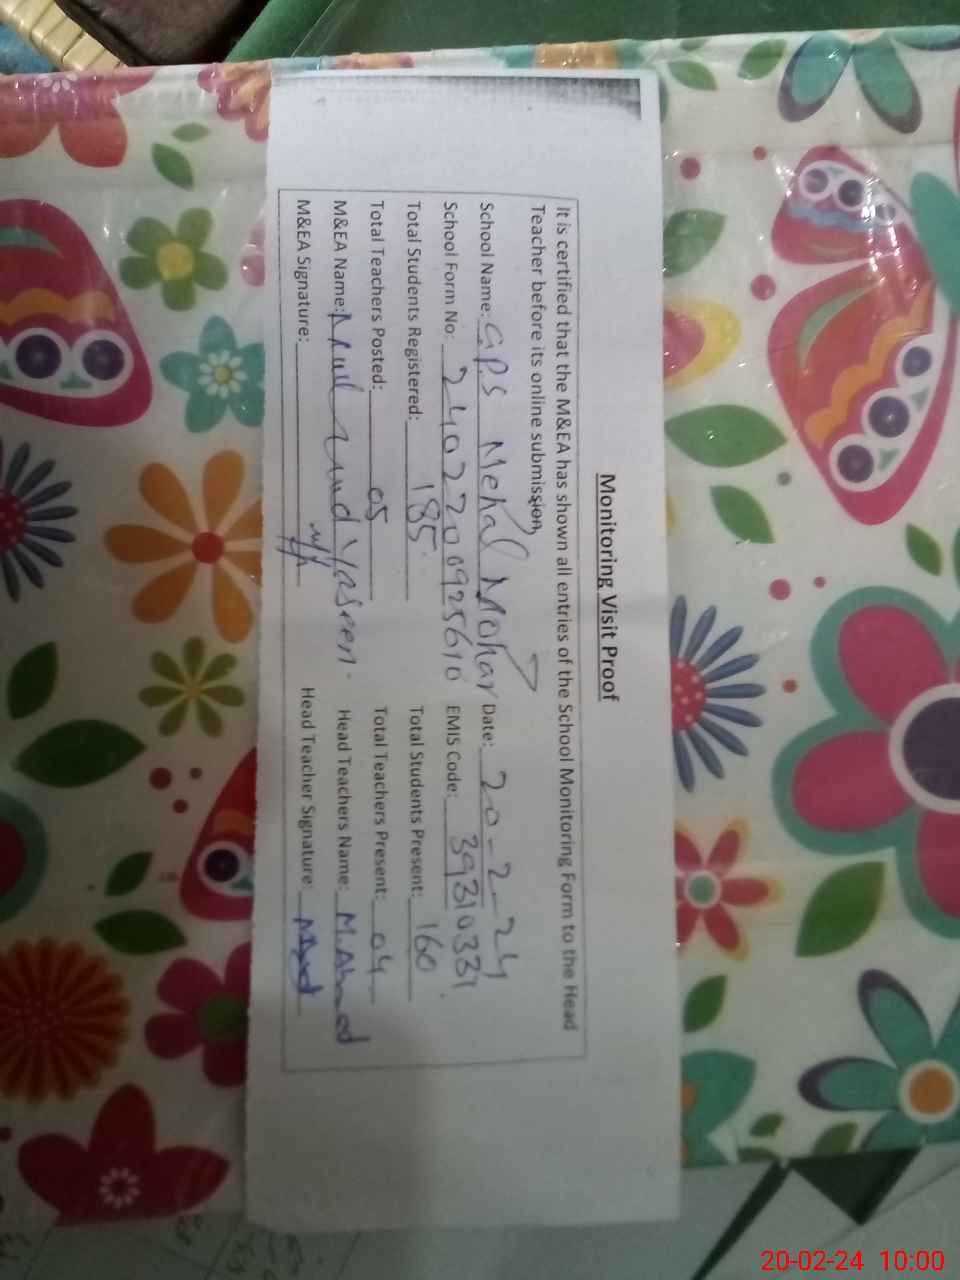 Monitoring Visit Proof
It is certified that the M&EA has shown all entries of the School Monitoring Form to the Head
Teacher before its online submission.
School Name: GPS Mehal Mohar Date: 20-2-24
School Form No: 2402200925610 EMIS Code: 39310331
Total Students Registered: 185 Total Students Present: 160
Total Teachers Posted: 05 Total Teachers Present: 04
M&EA Name: Yaseen. Head Teachers Name: M.Ahmad
M&EA Signature: Head Teacher Signature:
20-02-24 10:00